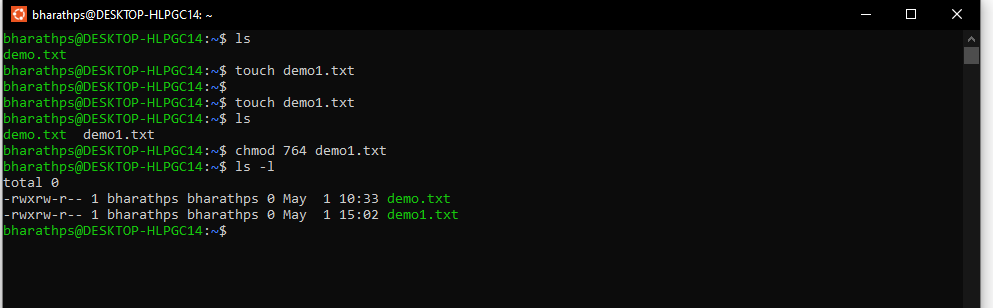 bharathps@DESKTOP-HLPGC14: ~
bharathps@DESKTOP-HLPGC14:~$ ls
demo.txt
bharathps@DESKTOP-HLPGC14:~$ touch demo1.txt
bharathps@DESKTOP-HLPGC14:~$
bharathps@DESKTOP-HLPGC14:~$ touch demo1.txt
bharathps@DESKTOP-HLPGC14:~$ ls
demo.txt  demo1.txt
bharathps@DESKTOP-HLPGC14:~$ chmod 764 demo1.txt
bharathps@DESKTOP-HLPGC14:~$ ls -l
total 0
-rwxrw-r-- 1 bharathps bharathps 0 May  1 10:33 demo.txt
-rwxrw-r-- 1 bharathps bharathps 0 May  1 15:02 demo1.txt
bharathps@DESKTOP-HLPGC14:~$